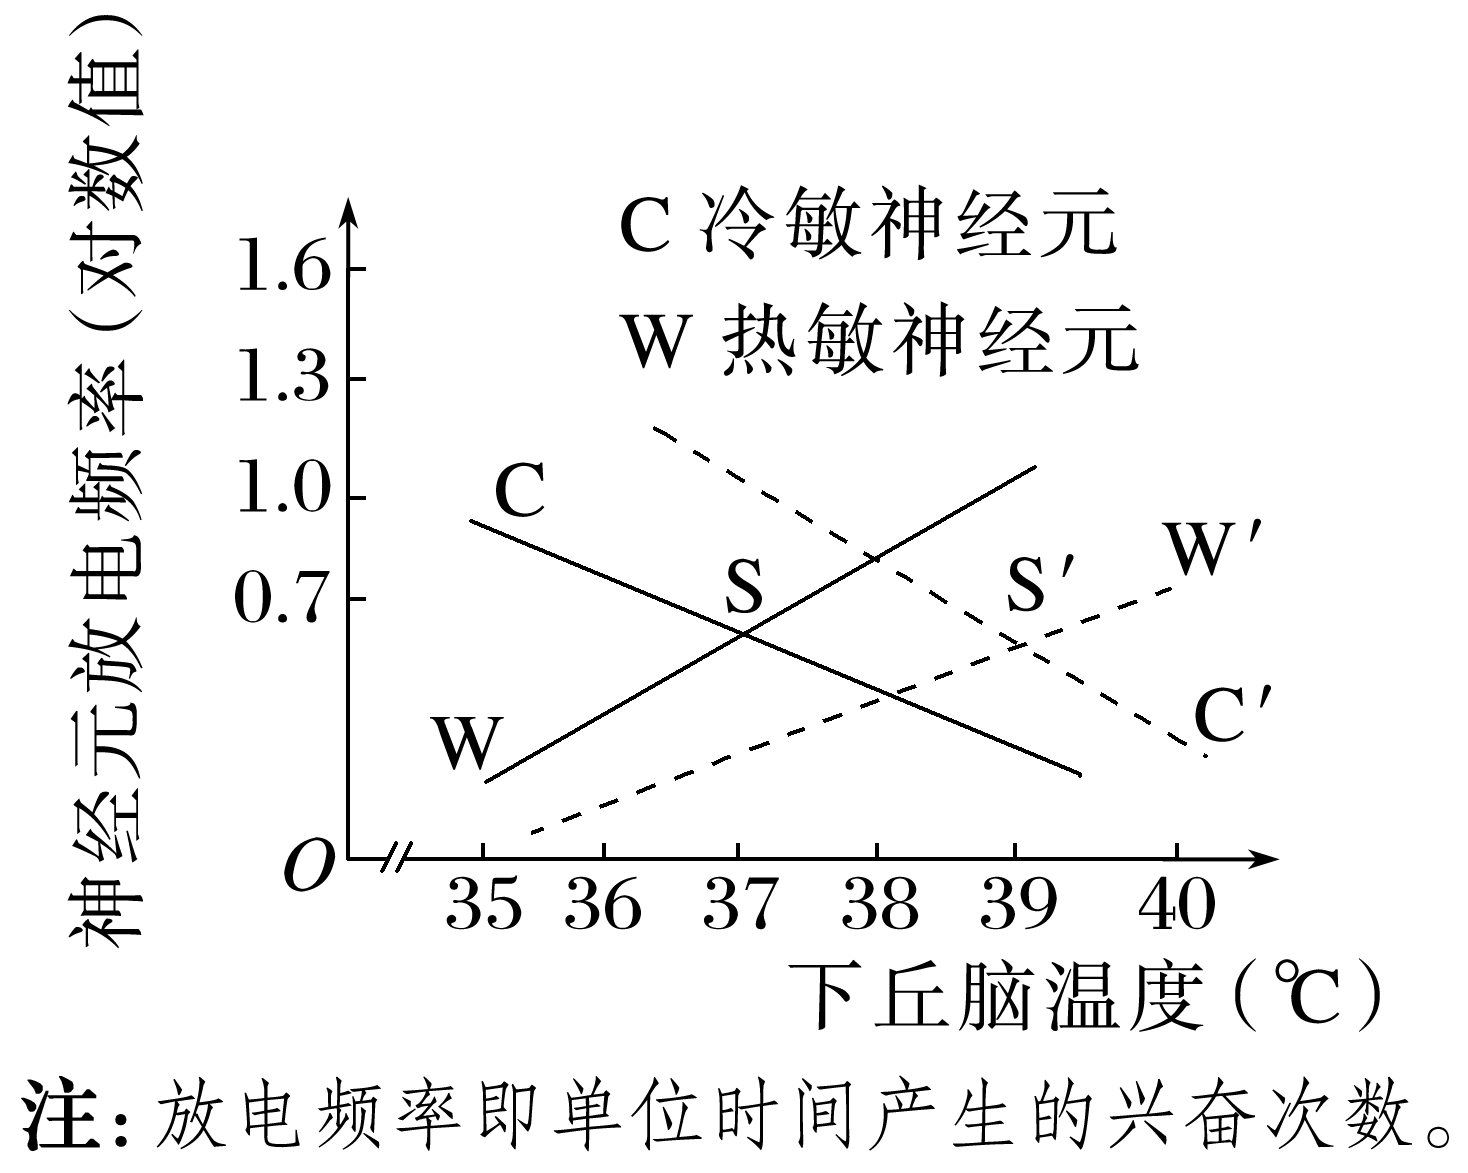 神经元放电频率(对数值)
C 冷敏神经元
W 热敏神经元
1.6
1.3
1.0
0.7
O
C
W
S
S′
W′
C′
35 36 37 38 39 40
下丘脑温度(℃)
注:放电频率即单位时间产生的兴奋次数。